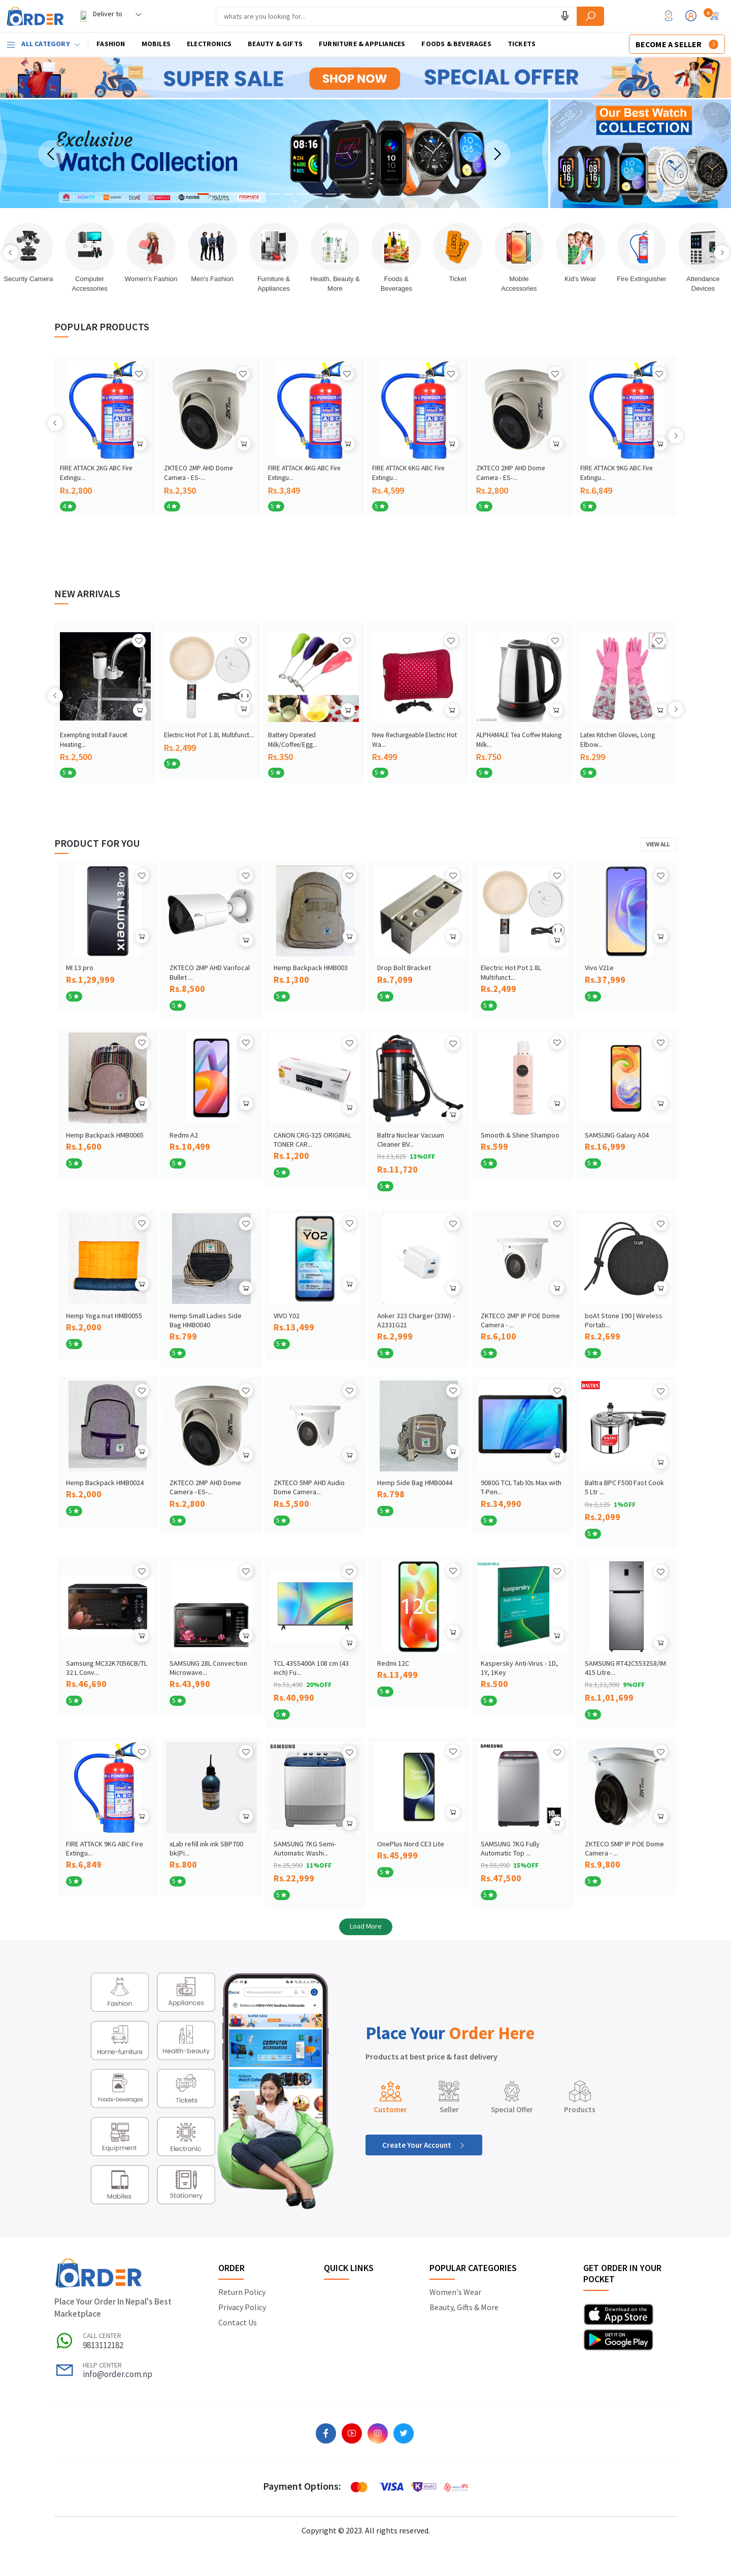 ORDER
Deliver to
whats are you looking for...
0
ALL CATEGORY
FASHION
MOBILES
ELECTRONICS
BEAUTY & GIFTS
FURNITURE & APPLIANCES
FOODS & BEVERAGES
TICKETS
BECOME A SELLER
SUPER SALE
SHOP NOW
SPECIAL OFFER
Exclusive
Watch Collection
Our Best Watch
COLLECTION
Security Camera
Computer
Accessories
Women's Fashion
Men's Fashion
Furniture &
Appliances
Health, Beauty &
More
Foods &
Beverages
Ticket
Mobile
Accessories
Kid's Wear
Fire Extinguisher
Attendance
Devices
POPULAR PRODUCTS
FIRE ATTACK 2KG ABC Fire
Extingu...
Rs.2,800
4
ZKTECO 2MP AHD Dome
Camera - ES-...
Rs.2,350
4
FIRE ATTACK 4KG ABC Fire
Extingu...
Rs.3,849
5
FIRE ATTACK 6KG ABC Fire
Extingu...
Rs.4,599
5
ZKTECO 2MP AHD Dome
Camera - ES-...
Rs.2,800
5
FIRE ATTACK 9KG ABC Fire
Extingu...
Rs.6,849
5
NEW ARRIVALS
Exempting Install Faucet
Heating...
Rs.2,500
5
Electric Hot Pot 1.8L Multifunct...
Rs.2,499
5
Battery Operated
Milk/Coffee/Egg...
Rs.350
5
New Rechargeable Electric Hot
Wa...
Rs.499
5
ALPHAMALE Tea Coffee Making
Milk...
Rs.750
5
Latex Kitchen Gloves, Long
Elbow...
Rs.299
5
PRODUCT FOR YOU
VIEW ALL
xiaomi 13 Pro
MI 13 pro
Rs.1,29,999
5
ZKTECO 2MP AHD Varifocal
Bullet ...
Rs.8,500
5
Hemp Backpack HMB003
Rs.1,300
5
Drop Bolt Bracket
Rs.7,099
5
Electric Hot Pot 1.8L
Multifunct...
Rs.2,499
5
Vivo V21e
Rs.37,999
5
Hemp Backpack HMB0065
Rs.1,600
5
Redmi A2
Rs.10,499
5
CANON CRG-325 ORIGINAL
TONER CAR...
Rs.1,200
5
Baltra Nuclear Vacuum
Cleaner BV...
Rs.13,625 13%OFF
Rs.11,720
5
Smooth & Shine Shampoo
Rs.599
5
SAMSUNG Galaxy A04
Rs.16,999
5
Hemp Yoga mat HMB0055
Rs.2,000
5
Hemp Small Ladies Side
Bag HMB0040
Rs.799
5
Y02
VIVO Y02
Rs.13,499
5
Anker 323 Charger (33W) -
A2331G21
Rs.2,999
5
ZKTECO 2MP IP POE Dome
Camera - ...
Rs.6,100
5
boAt Stone 190 | Wireless
Portab...
Rs.2,699
5
Hemp Backpack HMB0024
Rs.2,000
5
ZKTECO 2MP AHD Dome
Camera - ES-...
Rs.2,800
5
ZKTECO 5MP AHD Audio
Dome Camera...
Rs.5,500
5
Hemp Side Bag HMB0044
Rs.798
5
9080G TCL Tab l0s Max with
T-Pen...
Rs.34,990
5
BALTRA
Baltra BPC F500 Fast Cook
5 Ltr ...
Rs.2,125 1%OFF
Rs.2,099
5
Samsung MC32K7056CB/TL
32 L Conv...
Rs.46,690
5
SAMSUNG 28L Convection
Microwave...
Rs.43,990
5
TCL 43S5400A 108 cm (43
inch) Fu...
Rs.51,490 20%OFF
Rs.40,990
5
12C
Redmi 12C
Rs.13,499
5
kaspersky
Kaspersky Anti-Virus - 1D,
1Y, 1Key
Rs.500
5
SAMSUNG RT42C5532S8/IM
415 Litre...
Rs.1,12,990 9%OFF
Rs.1,01,699
5
FIRE ATTACK 9KG ABC Fire
Extingu...
Rs.6,849
5
xLab refill ink ink SBP700
bk(Pi...
Rs.800
5
SAMSUNG
SAMSUNG 7KG Semi-
Automatic Washi...
Rs.25,990 11%OFF
Rs.22,999
5
OnePlus Nord CE3 Lite
Rs.45,999
5
SAMSUNG
SAMSUNG 7KG Fully
Automatic Top ...
Rs.55,990 15%OFF
Rs.47,500
5
ZKTECO 5MP IP POE Dome
Camera - ...
Rs.9,800
5
Load More
Fashion
Appliances
Home-furniture
Health-beauty
Foods-beverages
Tickets
Equipment
Electronic
Mobiles
Stationery
Place Your Order Here
Products at best price & fast delivery
Customer
Seller
Special Offer
Products
Create Your Account
ORDER
Place Your Order In Nepal's Best
Marketplace
CALL CENTER
9813112182
HELP CENTER
info@order.com.np
ORDER
Return Policy
Privacy Policy
Contact Us
QUICK LINKS
POPULAR CATEGORIES
Women's Wear
Beauty, Gifts & More
GET ORDER IN YOUR
POCKET
Download on the
App Store
GET IT ON
Google Play
Payment Options:
VISA
Copyright © 2023. All rights reserved.